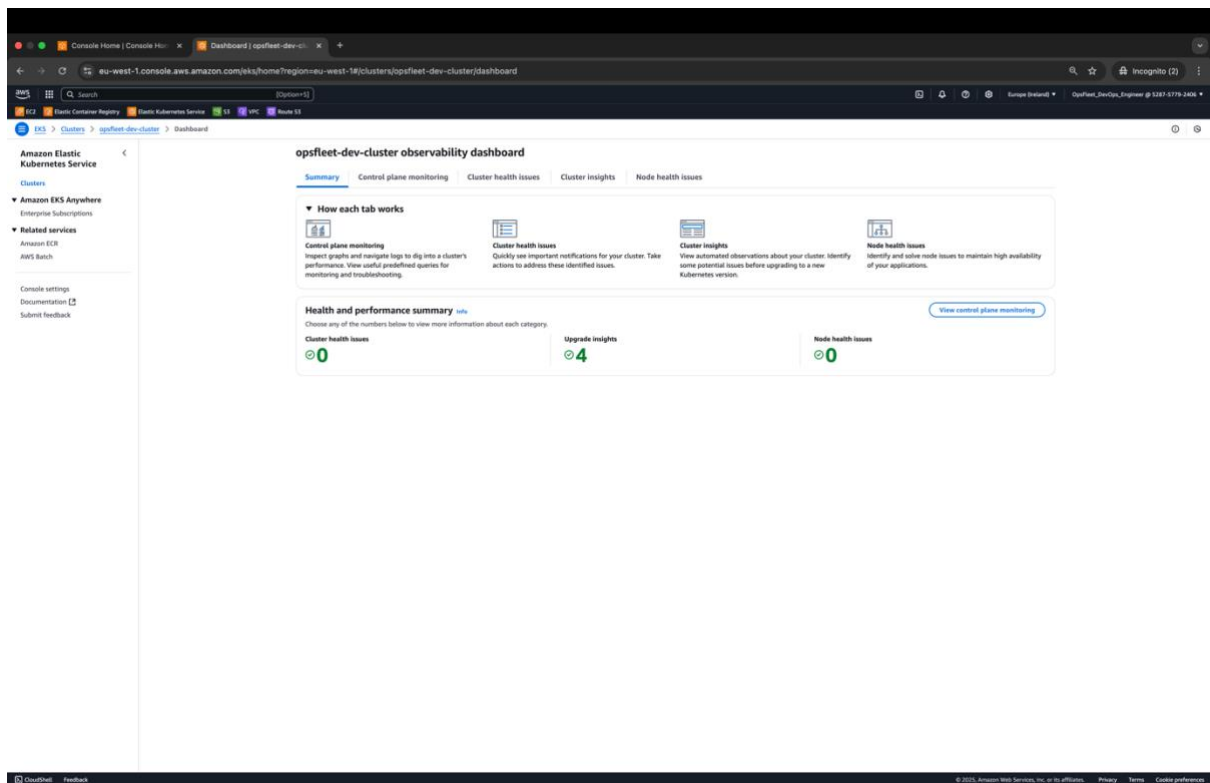 Console Home | Console Hom
Dashboard | opsfleet-dev-clu
eu-west-1.console.aws.amazon.com/eks/home?region=eu-west-1#/clusters/opsfleet-dev-cluster/dashboard
Incognito (2)
aws
Search
[Option+S]
Europe (Ireland)
OpsFleet_DevOps_Engineer @ 5287-5779-2406
EC2
Elastic Container Registry
Elastic Kubernetes Service
S3
VPC
Route 53
EKS > Clusters > opsfleet-dev-cluster > Dashboard
Amazon Elastic
Kubernetes Service
Clusters
Amazon EKS Anywhere
Enterprise Subscriptions
Related services
Amazon ECR
AWS Batch
Console settings
Documentation
Submit feedback
opsfleet-dev-cluster observability dashboard
Summary
Control plane monitoring
Cluster health issues
Cluster insights
Node health issues
How each tab works
Control plane monitoring
Inspect graphs and navigate logs to dig into a cluster's
performance. View useful predefined queries for
monitoring and troubleshooting.
Cluster health issues
Quickly see important notifications for your cluster. Take
actions to address these identified issues.
Cluster insights
View automated observations about your cluster. Identify
some potential issues before upgrading to a new
Kubernetes version.
Node health issues
Identify and solve node issues to maintain high availability
of your applications.
Health and performance summary Info
View control plane monitoring
Choose any of the numbers below to view more information about each category.
Cluster health issues
0
Upgrade insights
4
Node health issues
0
CloudShell
Feedback
© 2025, Amazon Web Services, Inc. or its affiliates.
Privacy
Terms
Cookie preferences